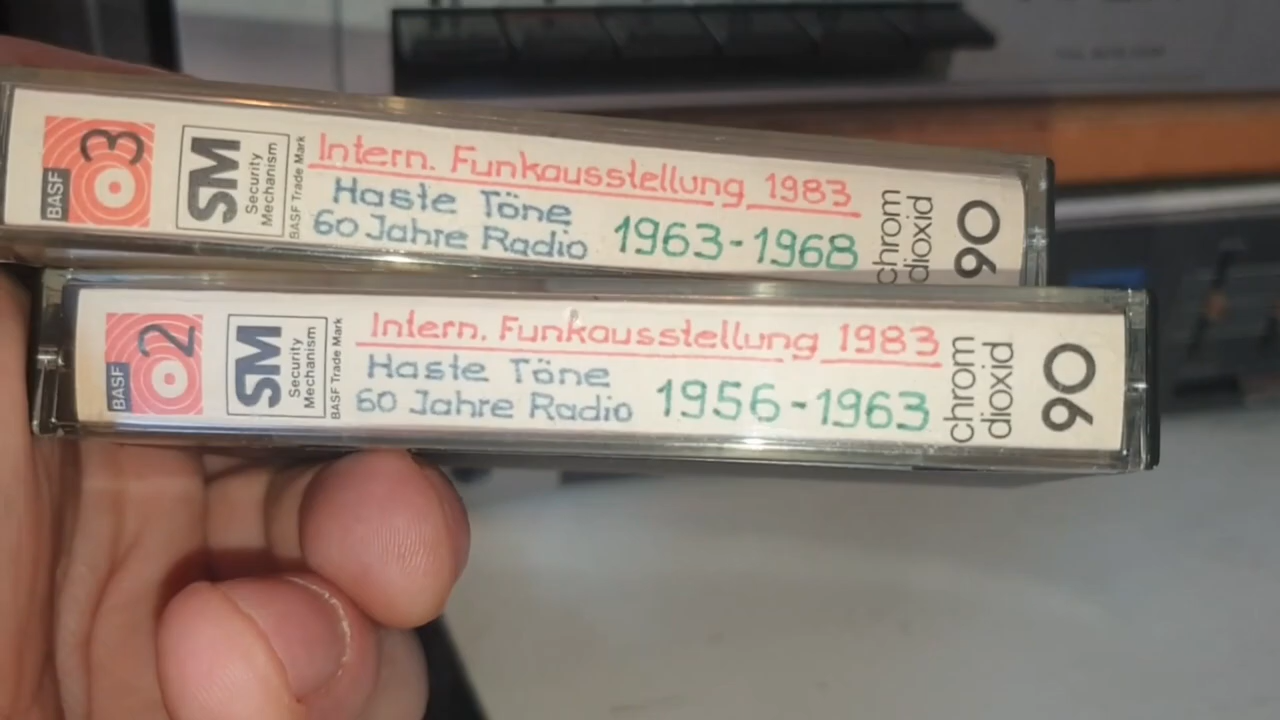 3
BASF
SM
Security
Mechanism
BASF Trade Mark
Intern. Funkausstellung 1983
Haste Töne
60 Jahre Radio 1963-1968
chrom
dioxid
90
2
BASF
SM
Security
Mechanism
BASF Trade Mark
Intern. Funkausstellung 1983
Haste Töne
60 Jahre Radio 1956-1963
chrom
dioxid
90